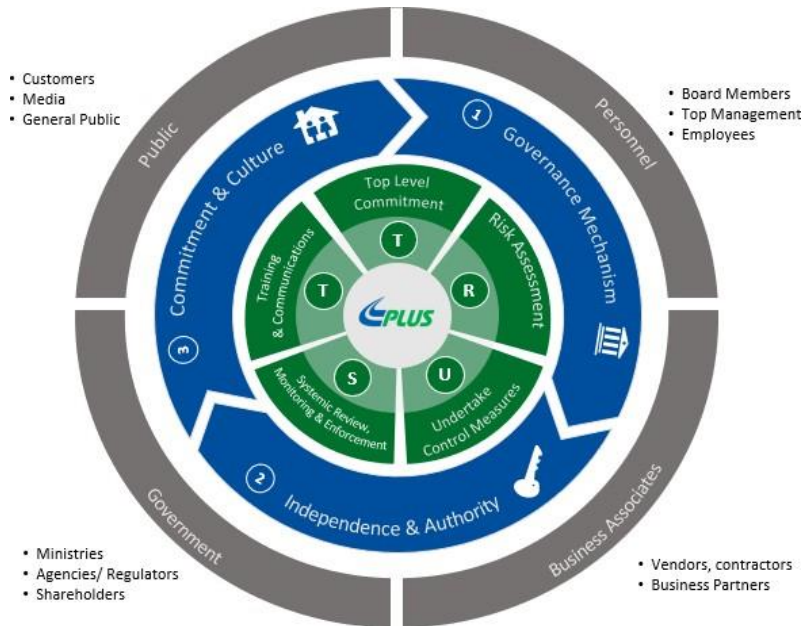 • Customers
• Media
• General Public
• Board Members
• Top Management
• Employees
Public
Personnel
Government
Business Associates
1
Governance Mechanism
2
Independence & Authority
3
Commitment & Culture
Top Level
Commitment
T
Risk Assessment
R
Undertake
Control Measures
U
Systemic Review,
Monitoring & Enforcement
S
Training
& Communications
T
PLUS
• Ministries
• Agencies/ Regulators
• Shareholders
• Vendors, contractors
• Business Partners